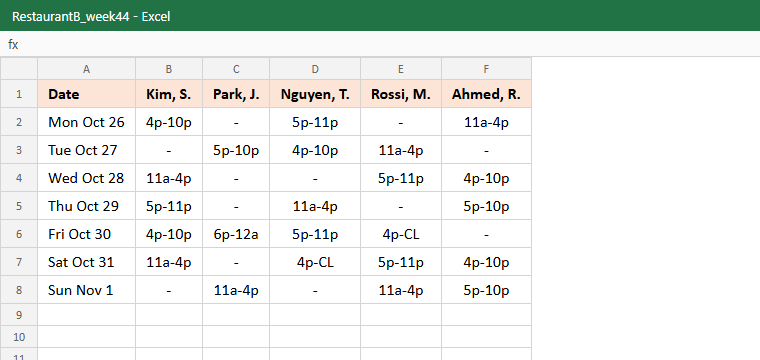 RestaurantB_week44 - Excel
fx
A B C D E F
1 Date Kim, S. Park, J. Nguyen, T. Rossi, M. Ahmed, R.
2 Mon Oct 26 4p-10p - 5p-11p - 11a-4p
3 Tue Oct 27 - 5p-10p 4p-10p 11a-4p -
4 Wed Oct 28 11a-4p - - 5p-11p 4p-10p
5 Thu Oct 29 5p-11p - 11a-4p - 5p-10p
6 Fri Oct 30 4p-10p 6p-12a 5p-11p 4p-CL -
7 Sat Oct 31 11a-4p - 4p-CL 5p-11p 4p-10p
8 Sun Nov 1 - 11a-4p - 11a-4p 5p-10p
9
10
11